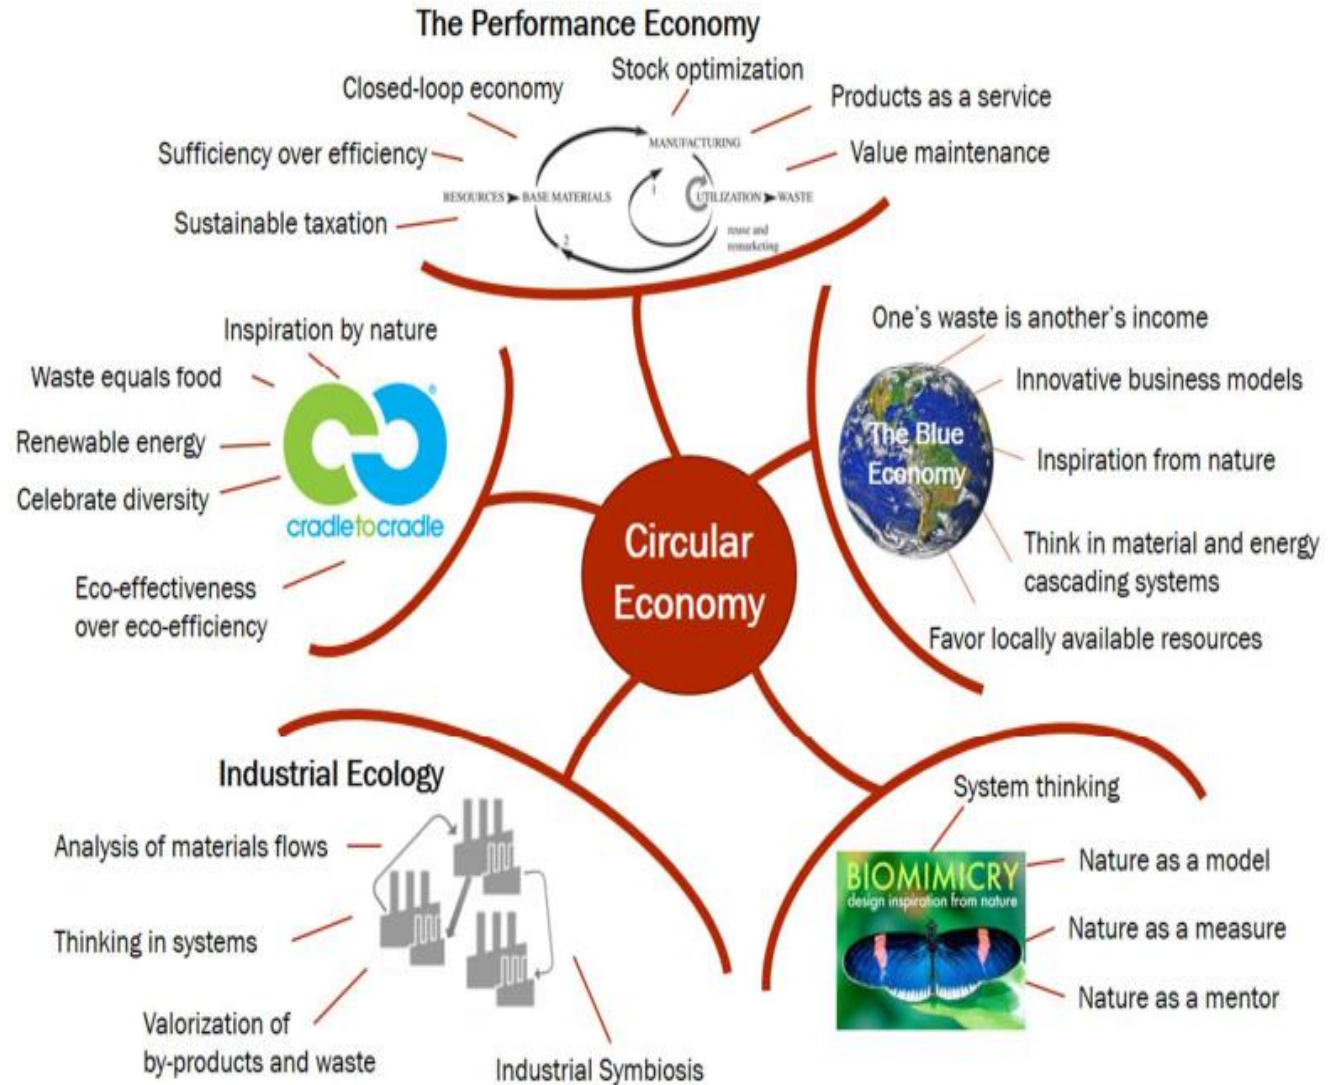 The Performance Economy
Stock optimization
Closed-loop economy
Products as a service
Sufficiency over efficiency
Value maintenance
Sustainable taxation
MANUFACTURING
RESOURCES
BASE MATERIALS
UTILIZATION
WASTE
1
2
reuse and
remarketing
Inspiration by nature
Waste equals food
Renewable energy
Celebrate diversity
®
cradletocradle
Eco-effectiveness
over eco-efficiency
One's waste is another's income
Innovative business models
The Blue
Economy
Inspiration from nature
Think in material and energy
cascading systems
Favor locally available resources
Circular
Economy
Industrial Ecology
Analysis of materials flows
Thinking in systems
Valorization of
by-products and waste
Industrial Symbiosis
System thinking
BIOMIMICRY
design inspiration from nature
Nature as a model
Nature as a measure
Nature as a mentor